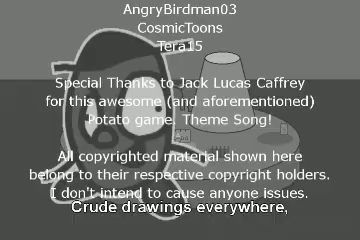 AngryBirdman03
CosmicToons
Tera15
Special Thanks to Jack Lucas Caffrey
for this awesome (and aforementioned)
Potato game. Theme Song!
All copyrighted material shown here
belong to their respective copyright holders.
I don't intend to cause anyone issues.
Crude drawings everywhere,